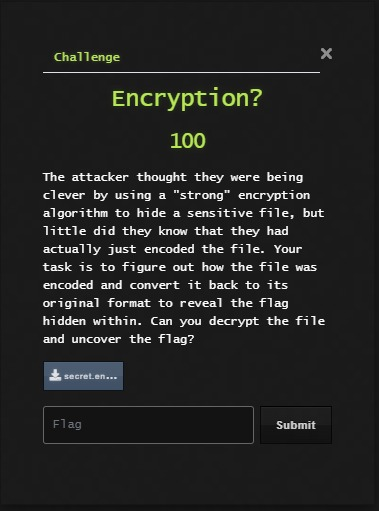 Challenge
×
Encryption?
100
The attacker thought they were being
clever by using a "strong" encryption
algorithm to hide a sensitive file, but
little did they know that they had
actually just encoded the file. Your
task is to figure out how the file was
encoded and convert it back to its
original format to reveal the flag
hidden within. Can you decrypt the file
and uncover the flag?
secret.en...
Flag
Submit